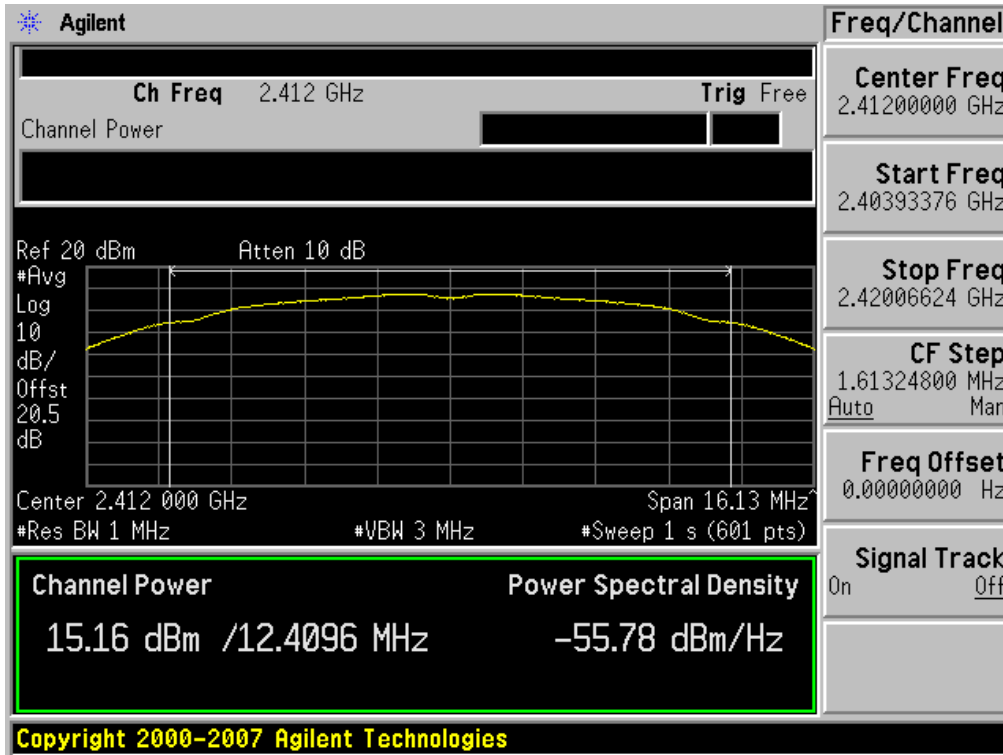 Agilent
Freq/Channel
Ch Freq 2.412 GHz Trig Free
Channel Power
Center Freq
2.41200000 GHz
Start Freq
2.40393376 GHz
Stop Freq
2.42006624 GHz
CF Step
1.61324800 MHz
Auto Man
Freq Offset
0.00000000 Hz
Signal Track
On Off
Ref 20 dBm Atten 10 dB
#Avg
Log
10
dB/
Offst
20.5
dB
Center 2.412 000 GHz Span 16.13 MHz^
#Res BW 1 MHz #VBW 3 MHz #Sweep 1 s (601 pts)
Channel Power Power Spectral Density
15.16 dBm /12.4096 MHz -55.78 dBm/Hz
Copyright 2000-2007 Agilent Technologies